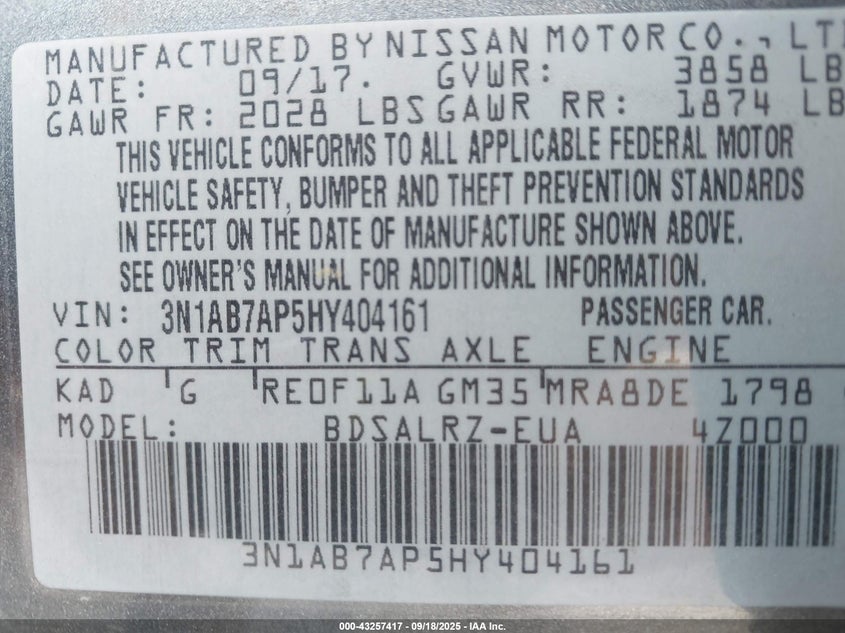 MANUFACTURED BY NISSAN MOTOR CO., LT
DATE: 09/17. GVWR: 3858 LB
GAWR FR: 2028 LBS GAWR RR: 1874 LB
THIS VEHICLE CONFORMS TO ALL APPLICABLE FEDERAL MOTOR
VEHICLE SAFETY, BUMPER AND THEFT PREVENTION STANDARDS
IN EFFECT ON THE DATE OF MANUFACTURE SHOWN ABOVE.
SEE OWNER'S MANUAL FOR ADDITIONAL INFORMATION.
VIN: 3N1AB7AP5HY404161 PASSENGER CAR.
COLOR TRIM TRANS AXLE ENGINE
KAD G RE0F11A GM35 MRA8DE 1798
MODEL: BDSALRZ-EUA 4Z000
3N1AB7AP5HY404161
000-43257417 - 09/18/2025 - IAA Inc.